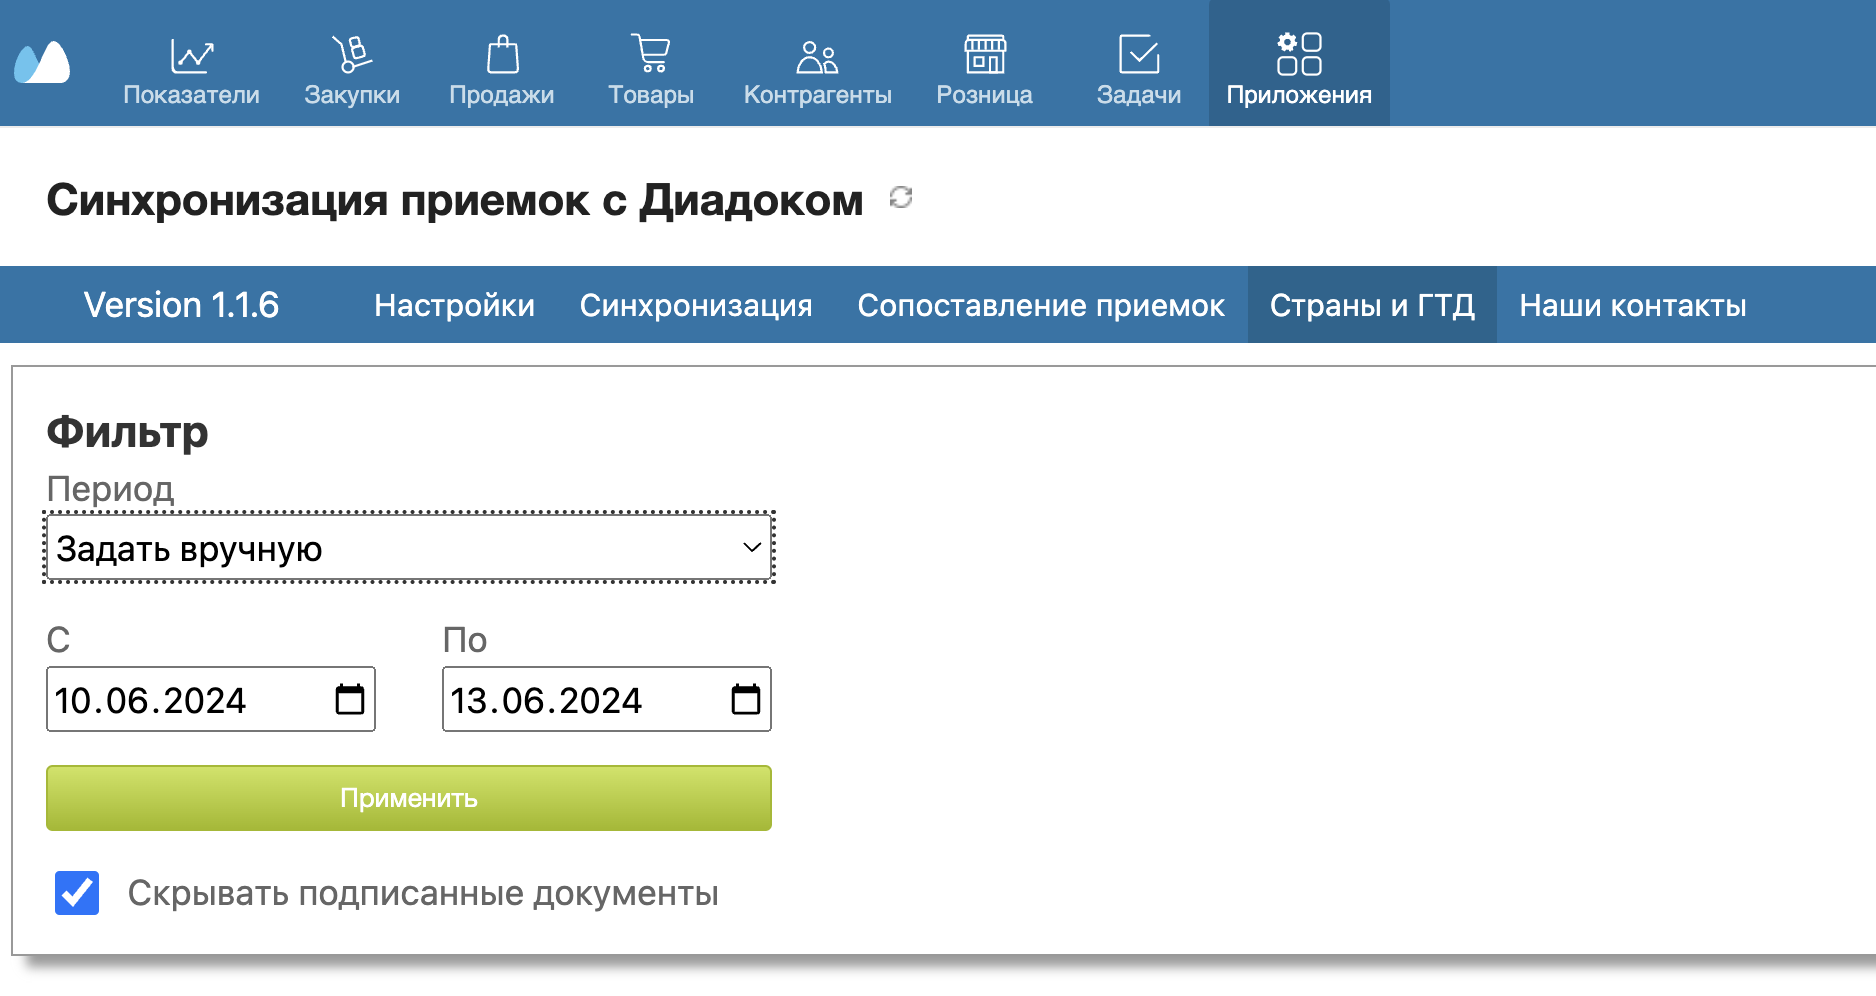 Показатели Закупки Продажи Товары Контрагенты Розница Задачи Приложения
Синхронизация приемок с Диадоком
Version 1.1.6 Настройки Синхронизация Сопоставление приемок Страны и ГТД Наши контакты
Фильтр
Период
Задать вручную
С По
10.06.2024 13.06.2024
Применить
Скрывать подписанные документы